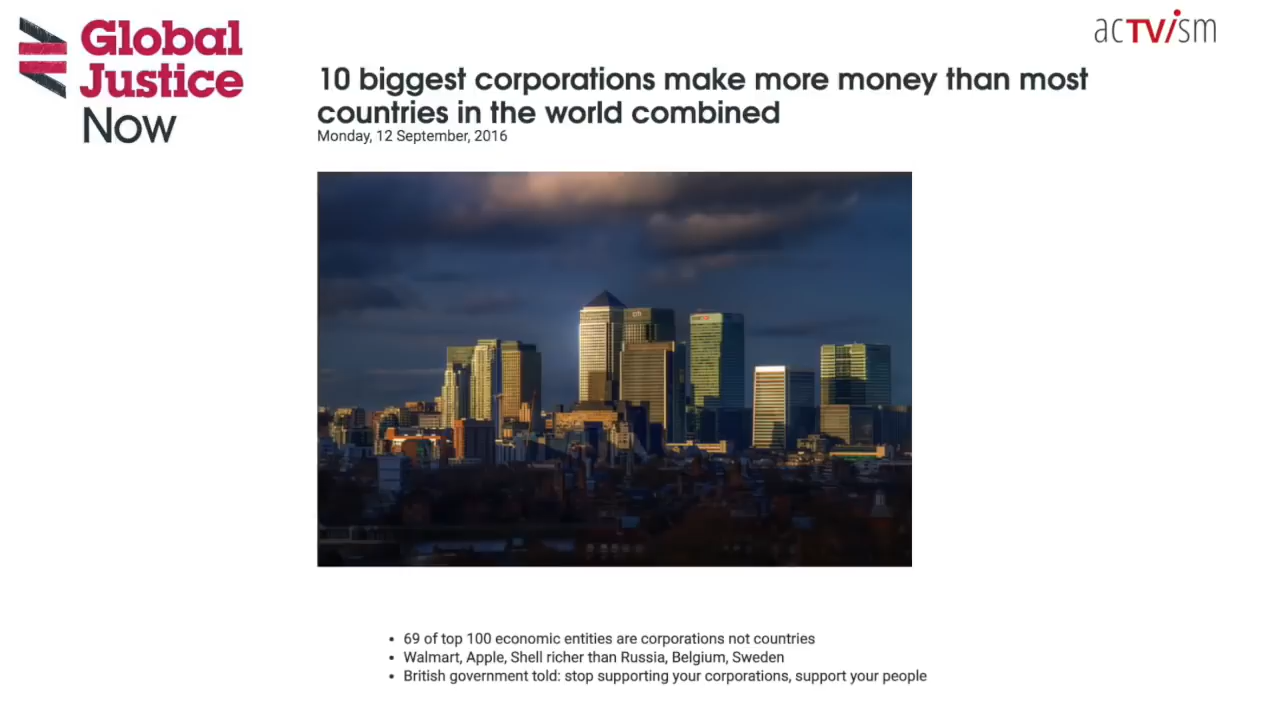 Global
Justice
Now
acTVism
10 biggest corporations make more money than most
countries in the world combined
Monday, 12 September, 2016
citi
69 of top 100 economic entities are corporations not countries
Walmart, Apple, Shell richer than Russia, Belgium, Sweden
British government told: stop supporting your corporations, support your people